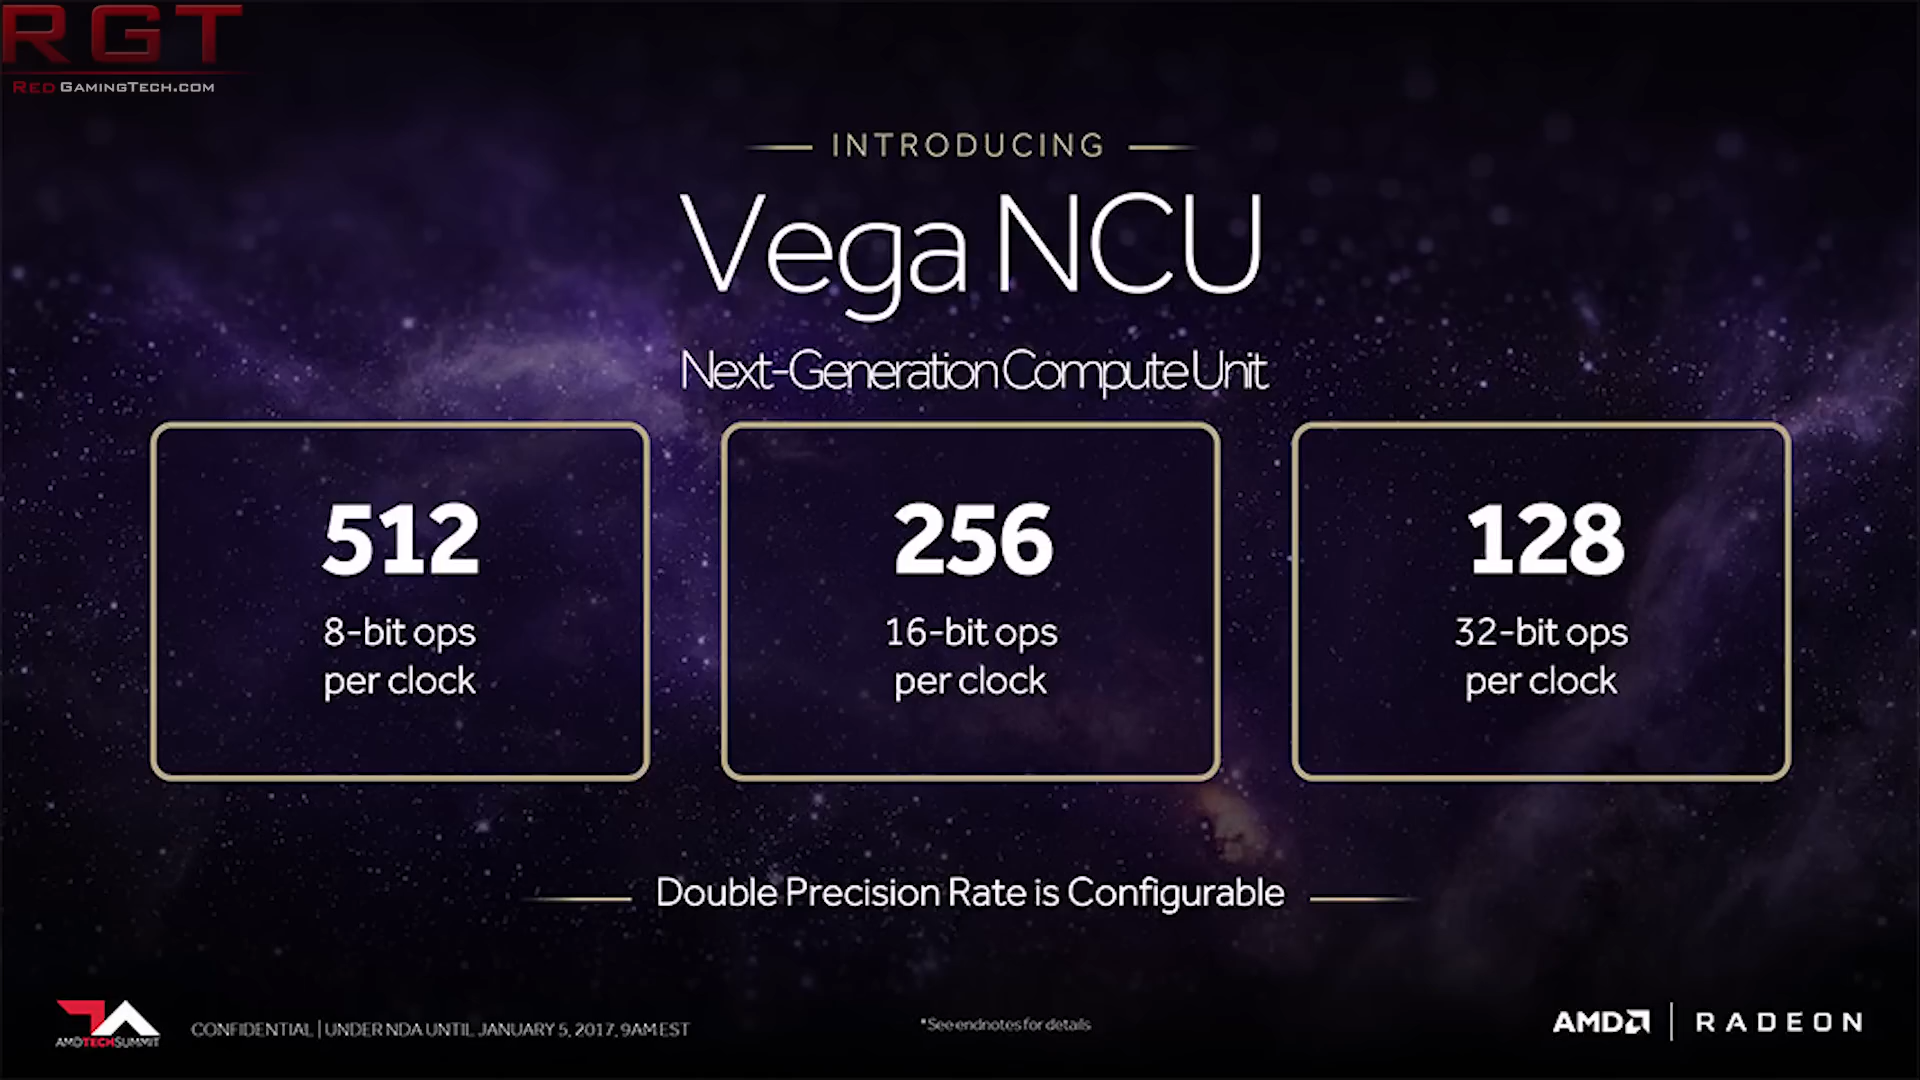 RGT
RED GAMINGTECH.COM
INTRODUCING
Vega NCU
Next-Generation Compute Unit
512
8-bit ops
per clock
256
16-bit ops
per clock
128
32-bit ops
per clock
Double Precision Rate is Configurable
AMDTECHSUMMIT
CONFIDENTIAL | UNDER NDA UNTIL JANUARY 5, 2017, 9AM EST
*See endnotes for details
AMD
RADEON